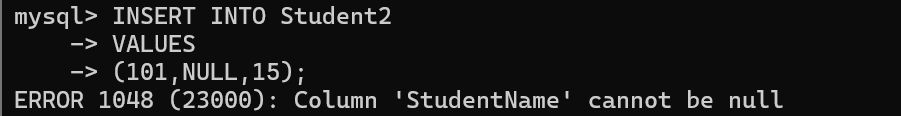 mysql> INSERT INTO Student2
    -> VALUES
    -> (101,NULL,15);
ERROR 1048 (23000): Column 'StudentName' cannot be null